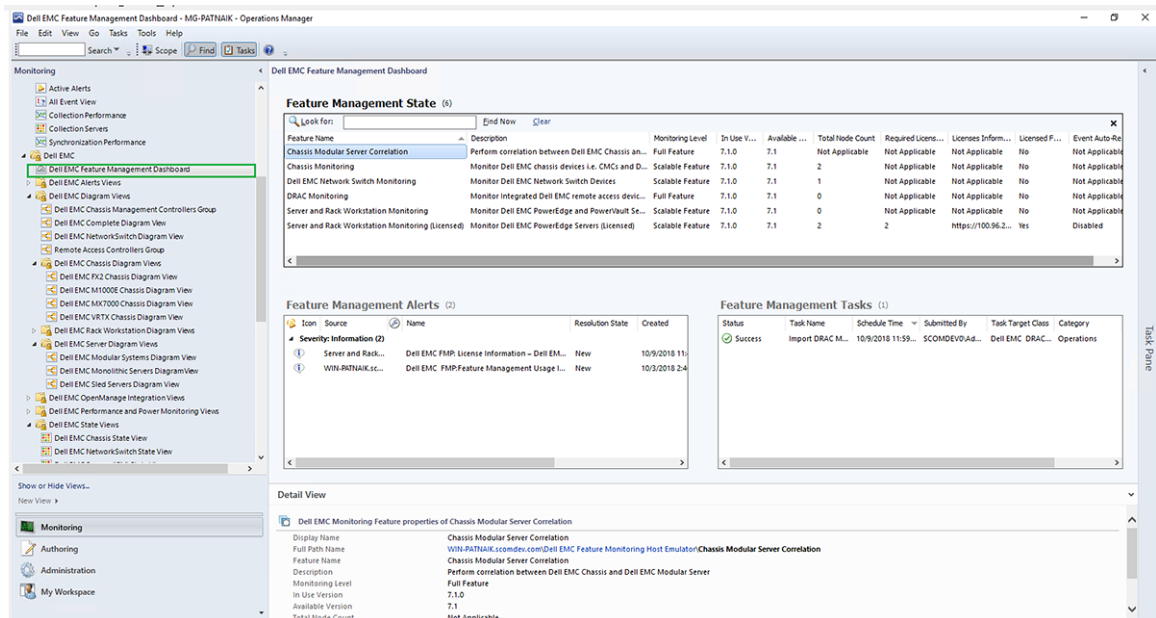 Dell EMC Feature Management Dashboard - MG-PATNAIK - Operations Manager
File Edit View Go Tasks Tools Help
Search Scope Find Tasks
Monitoring
Active Alerts
All Event View
Collection Performance
Collection Servers
Synchronization Performance
Dell EMC
Dell EMC Feature Management Dashboard
Dell EMC Alerts Views
Dell EMC Diagram Views
Dell EMC Chassis Management Controllers Group
Dell EMC Complete Diagram View
Dell EMC NetworkSwitch Diagram View
Remote Access Controllers Group
Dell EMC Chassis Diagram Views
Dell EMC FX2 Chassis Diagram View
Dell EMC M1000E Chassis Diagram View
Dell EMC MX7000 Chassis Diagram View
Dell EMC VRTX Chassis Diagram View
Dell EMC Rack Workstation Diagram Views
Dell EMC Server Diagram Views
Dell EMC Modular Systems Diagram View
Dell EMC Monolithic Servers DiagramView
Dell EMC Sled Servers Diagram View
Dell EMC OpenManage Integration Views
Dell EMC Performance and Power Monitoring Views
Dell EMC State Views
Dell EMC Chassis State View
Dell EMC NetworkSwitch State View
Show or Hide Views...
New View
Monitoring
Authoring
Administration
My Workspace
Dell EMC Feature Management Dashboard
Feature Management State (6)
Look for: Find Now Clear
Feature Name Description Monitoring Level In Use V... Available ... Total Node Count Required Licens... Licenses Inform... Licensed F... Event Auto-Re
Chassis Modular Server Correlation Perform correlation between Dell EMC Chassis an... Full Feature 7.1.0 7.1 Not Applicable Not Applicable Not Applicable No Not Applicable
Chassis Monitoring Monitor Dell EMC chassis devices i.e. CMCs and D... Scalable Feature 7.1.0 7.1 2 Not Applicable Not Applicable No Not Applicable
Dell EMC Network Switch Monitoring Monitor Dell EMC Network Switch Devices Scalable Feature 7.1.0 7.1 1 Not Applicable Not Applicable No Not Applicable
DRAC Monitoring Monitor Integrated Dell EMC remote access devic... Full Feature 7.1.0 7.1 0 Not Applicable Not Applicable No Not Applicable
Server and Rack Workstation Monitoring Monitor Dell EMC PowerEdge and PowerVault Se... Scalable Feature 7.1.0 7.1 0 Not Applicable Not Applicable No Not Applicable
Server and Rack Workstation Monitoring (Licensed) Monitor Dell EMC PowerEdge Servers (Licensed) Scalable Feature 7.1.0 7.1 2 2 https://100.96.2... Yes Disabled
Feature Management Alerts (2)
Icon Source Name Resolution State Created
Severity: Information (2)
Server and Rack... Dell EMC FMP: License Information – Dell EM... New 10/9/2018 11:
WIN-PATNAIK.sc... Dell EMC FMP:Feature Management Usage I... New 10/3/2018 2:4
Feature Management Tasks (1)
Status Task Name Schedule Time Submitted By Task Target Class Category
Success Import DRAC M... 10/9/2018 11:59... SCOMDEV0\Ad... Dell EMC DRAC... Operations
Task Pane
Detail View
Dell EMC Monitoring Feature properties of Chassis Modular Server Correlation
Display Name Chassis Modular Server Correlation
Full Path Name WIN-PATNAIK.scomdev.com\Dell EMC Feature Monitoring Host Emulator\Chassis Modular Server Correlation
Feature Name Chassis Modular Server Correlation
Description Perform correlation between Dell EMC Chassis and Dell EMC Modular Server
Monitoring Level Full Feature
In Use Version 7.1.0
Available Version 7.1
Total Node Count Not Applicable